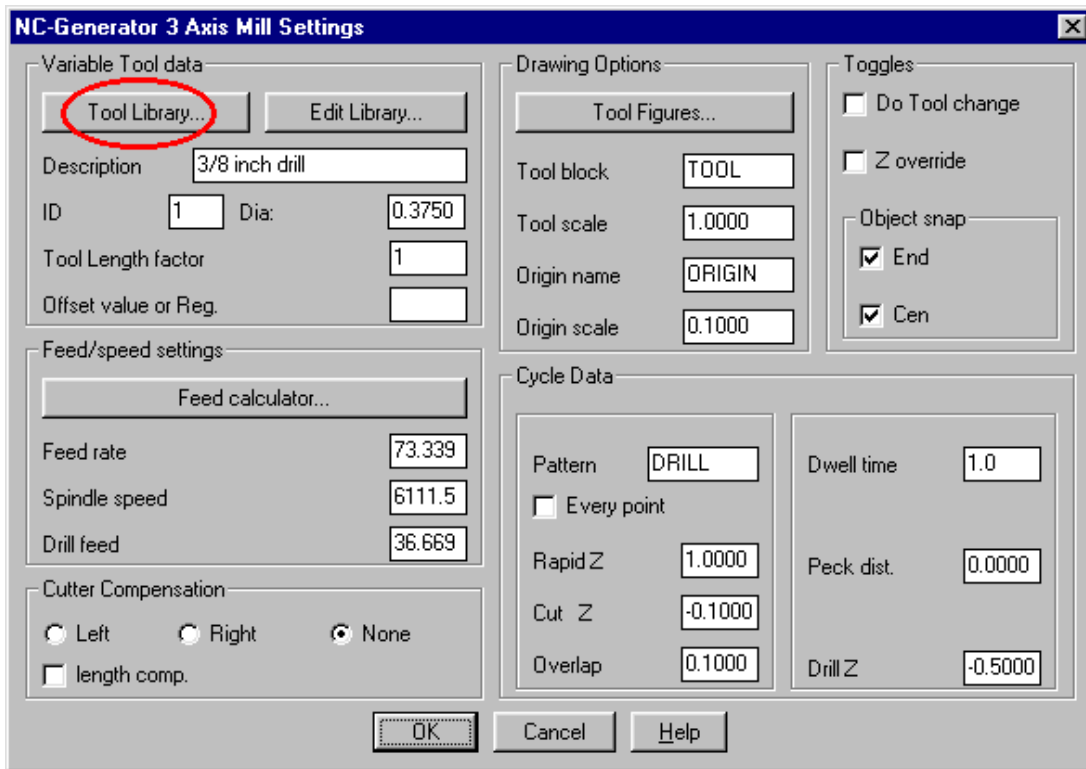 NC-Generator 3 Axis Mill Settings
Variable Tool data
Tool Library...
Edit Library...
Description
3/8 inch drill
ID
1
Dia:
0.3750
Tool Length factor
1
Offset value or Reg.
Feed/speed settings
Feed calculator...
Feed rate
73.339
Spindle speed
6111.5
Drill feed
36.669
Cutter Compensation
Left
Right
None
length comp.
Drawing Options
Tool Figures...
Tool block
TOOL
Tool scale
1.0000
Origin name
ORIGIN
Origin scale
0.1000
Toggles
Do Tool change
Z override
Object snap
End
Cen
Cycle Data
Pattern
DRILL
Every point
Rapid Z
1.0000
Cut Z
-0.1000
Overlap
0.1000
Dwell time
1.0
Peck dist.
0.0000
Drill Z
-0.5000
OK
Cancel
Help